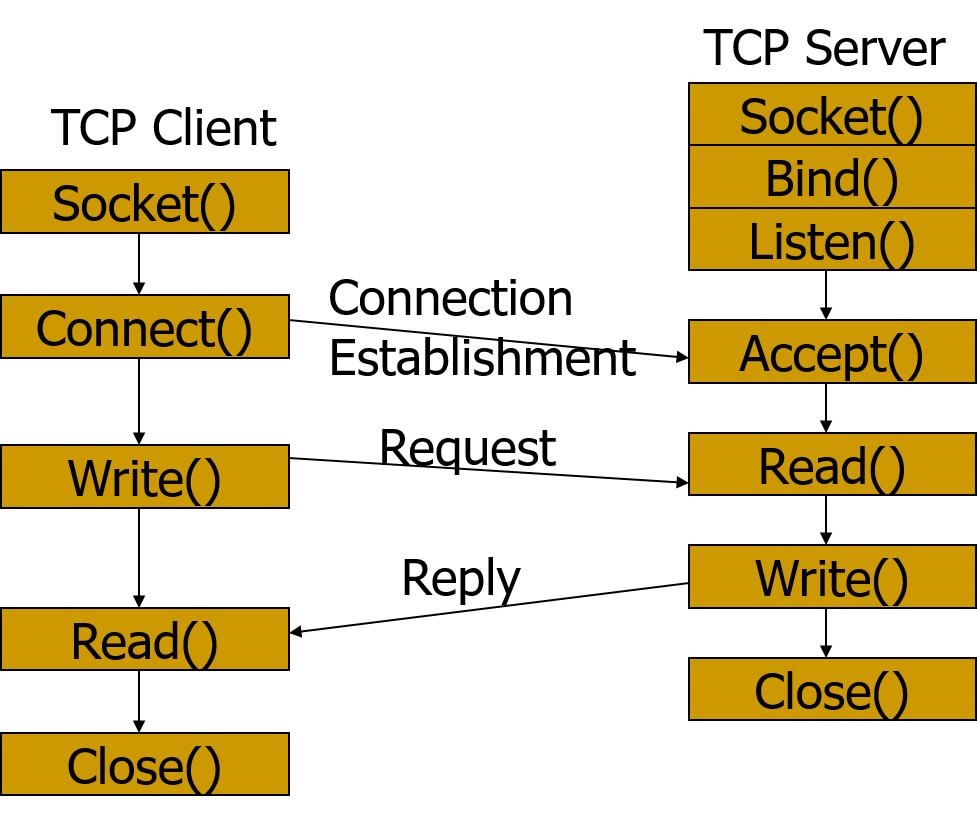 TCP Client
Socket()
Connect()
Write()
Read()
Close()
Connection
Establishment
Request
Reply
TCP Server
Socket()
Bind()
Listen()
Accept()
Read()
Write()
Close()